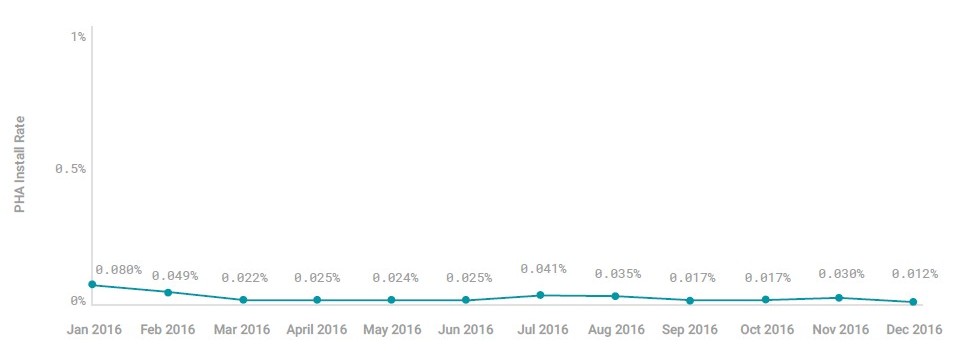 1%
PHA Install Rate
0.5%
0.080% 0.049% 0.022% 0.025% 0.024% 0.025% 0.041% 0.035% 0.017% 0.017% 0.030% 0.012%
0%
Jan 2016 Feb 2016 Mar 2016 April 2016 May 2016 Jun 2016 Jul 2016 Aug 2016 Sep 2016 Oct 2016 Nov 2016 Dec 2016